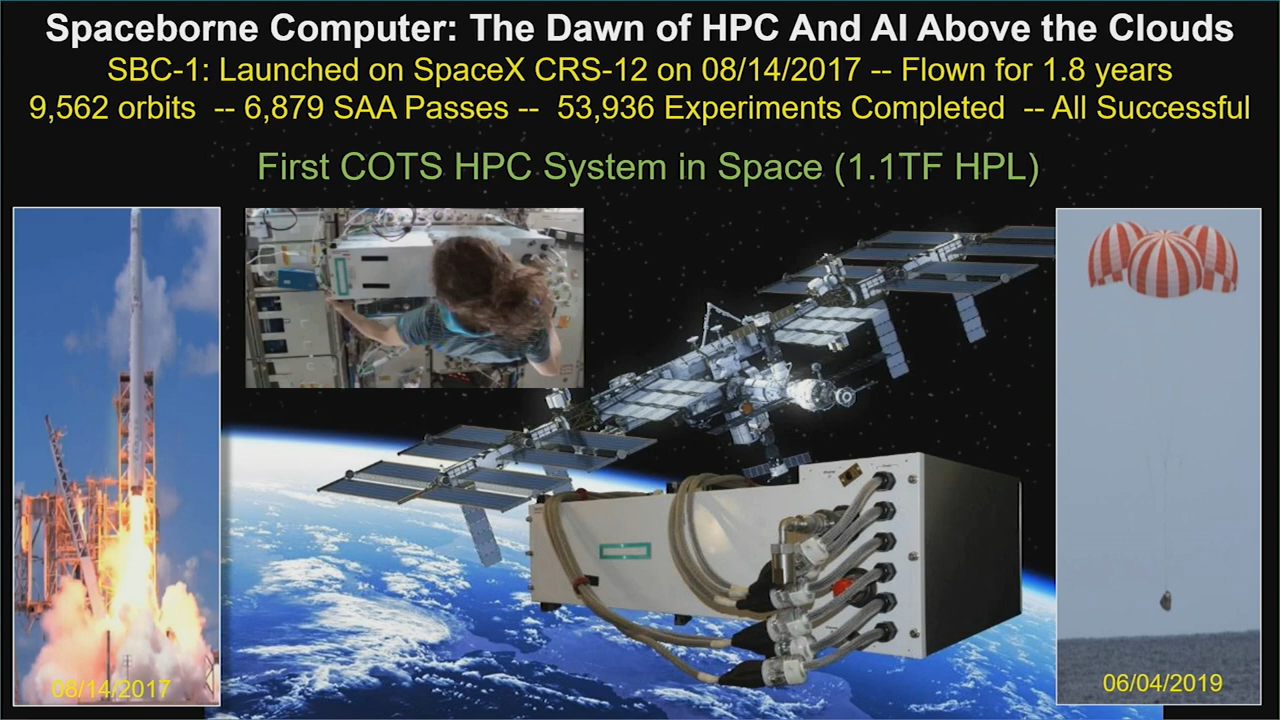 Spaceborne Computer: The Dawn of HPC And AI Above the Clouds
SBC-1: Launched on SpaceX CRS-12 on 08/14/2017 -- Flown for 1.8 years
9,562 orbits -- 6,879 SAA Passes -- 53,936 Experiments Completed -- All Successful
First COTS HPC System in Space (1.1TF HPL)
08/14/2017
06/04/2019